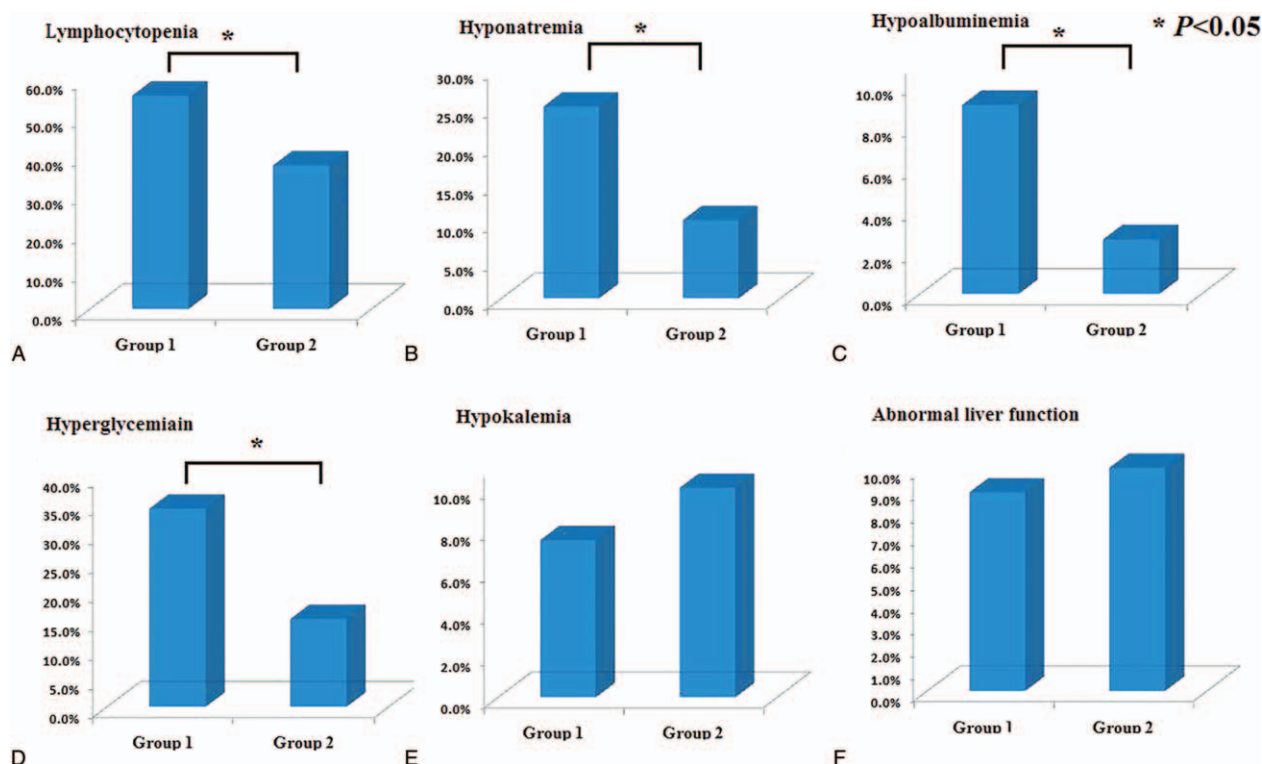 Lymphocytopenia
*
60.0%
50.0%
40.0%
30.0%
20.0%
10.0%
0.0%
Group 1 Group 2
A
Hyponatremia
*
30.0%
25.0%
20.0%
15.0%
10.0%
5.0%
0.0%
Group 1 Group 2
B
Hypoalbuminemia
* P<0.05
*
10.0%
8.0%
6.0%
4.0%
2.0%
0.0%
Group 1 Group 2
C
Hyperglycemiain
*
40.0%
35.0%
30.0%
25.0%
20.0%
15.0%
10.0%
5.0%
0.0%
Group 1 Group 2
D
Hypokalemia
10.0%
8.0%
6.0%
4.0%
2.0%
0.0%
Group 1 Group 2
E
Abnormal liver function
10.0%
9.0%
8.0%
7.0%
6.0%
5.0%
4.0%
3.0%
2.0%
1.0%
0.0%
Group 1 Group 2
F